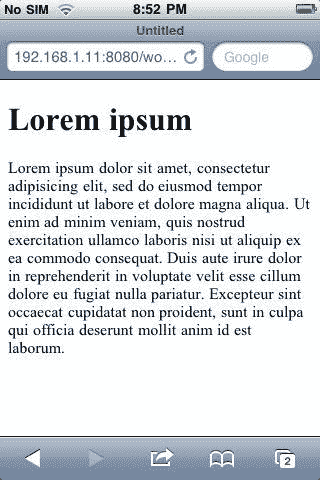 No SIM 8:52 PM
Untitled
192.168.1.11:8080/wo... Google
Lorem ipsum
Lorem ipsum dolor sit amet, consectetur
adipisicing elit, sed do eiusmod tempor
incididunt ut labore et dolore magna aliqua. Ut
enim ad minim veniam, quis nostrud
exercitation ullamco laboris nisi ut aliquip ex
ea commodo consequat. Duis aute irure dolor
in reprehenderit in voluptate velit esse cillum
dolore eu fugiat nulla pariatur. Excepteur sint
occaecat cupidatat non proident, sunt in culpa
qui officia deserunt mollit anim id est
laborum.
2